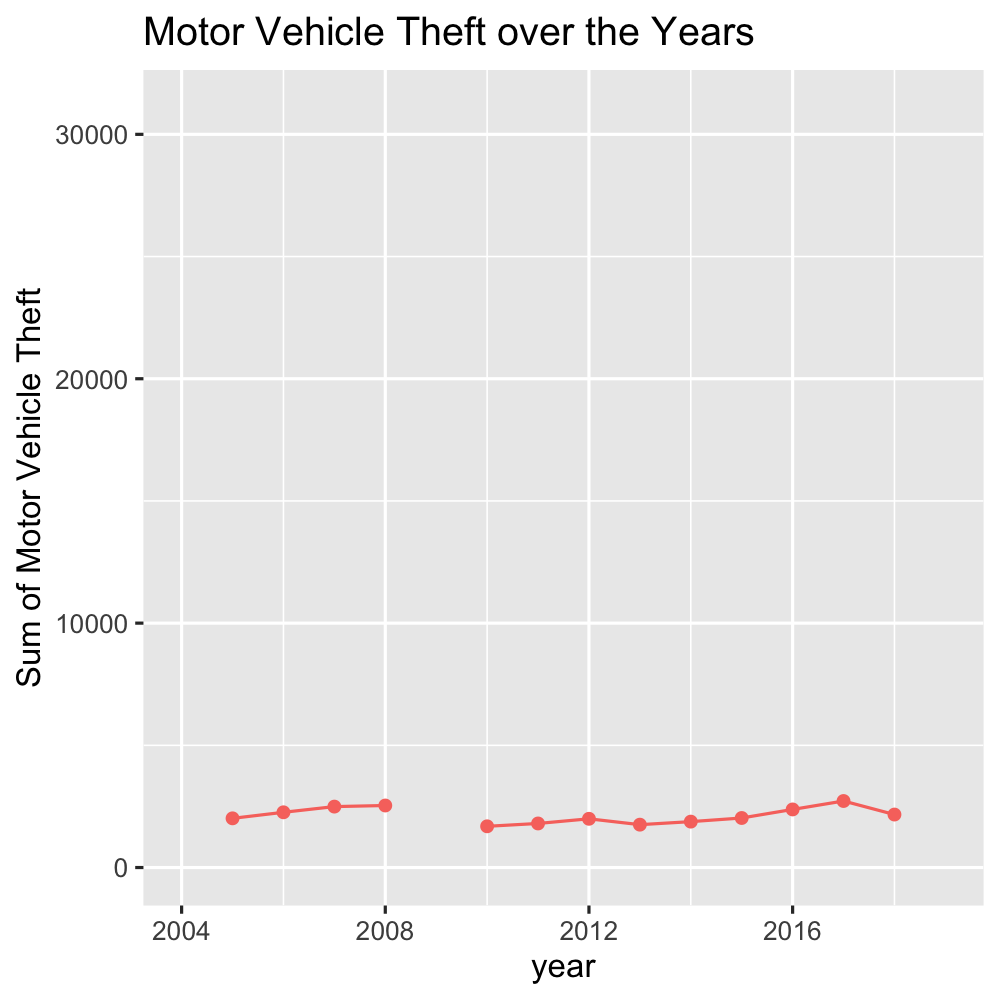 Motor Vehicle Theft over the Years
Sum of Motor Vehicle Theft
30000
20000
10000
0
2004 2008 2012 2016
year